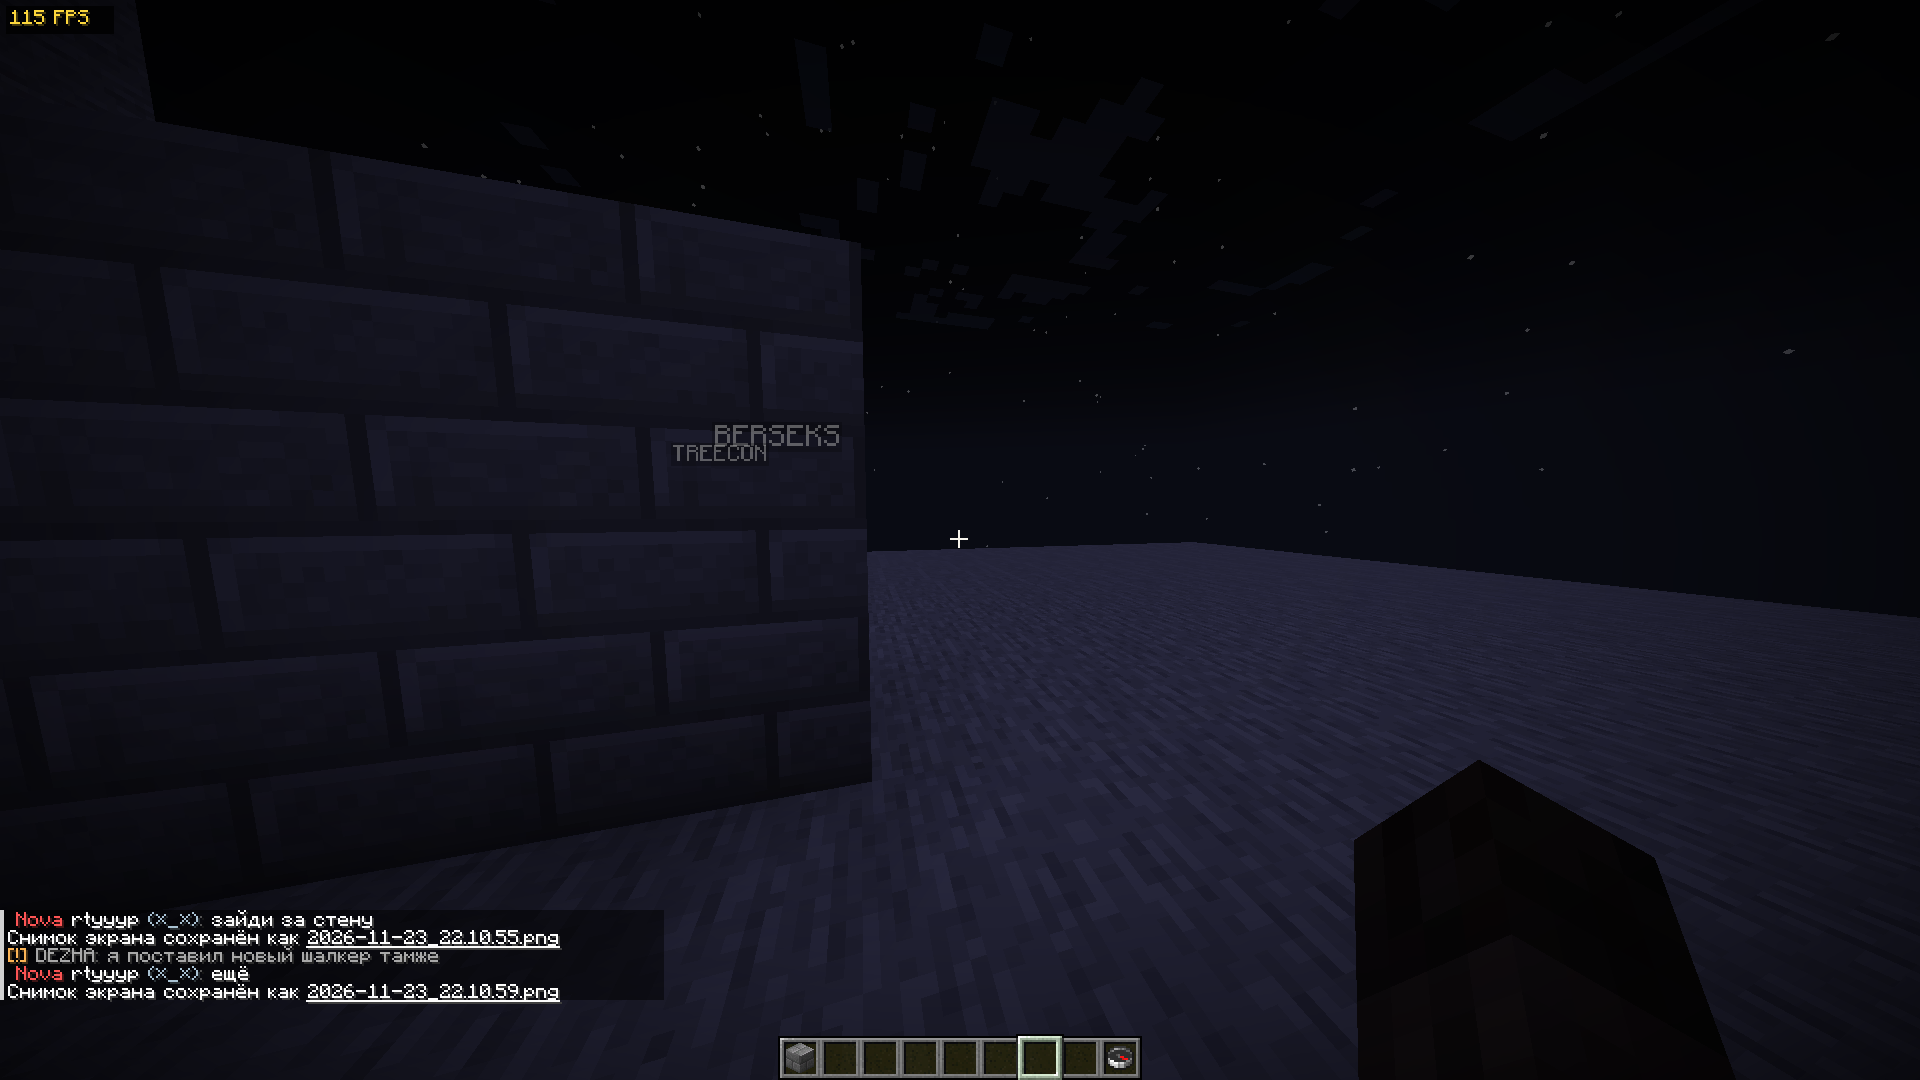 115 FPS
BERSEKS
TREECON
Nova rtyyyp (x_x): зайди за стену
Снимок экрана сохранён как 2026-11-23_22.10.55.png
[!] DEZHA: я поставил новый шалкер тамже
Nova rtyyyp (x_x): ещё
Снимок экрана сохранён как 2026-11-23_22.10.59.png